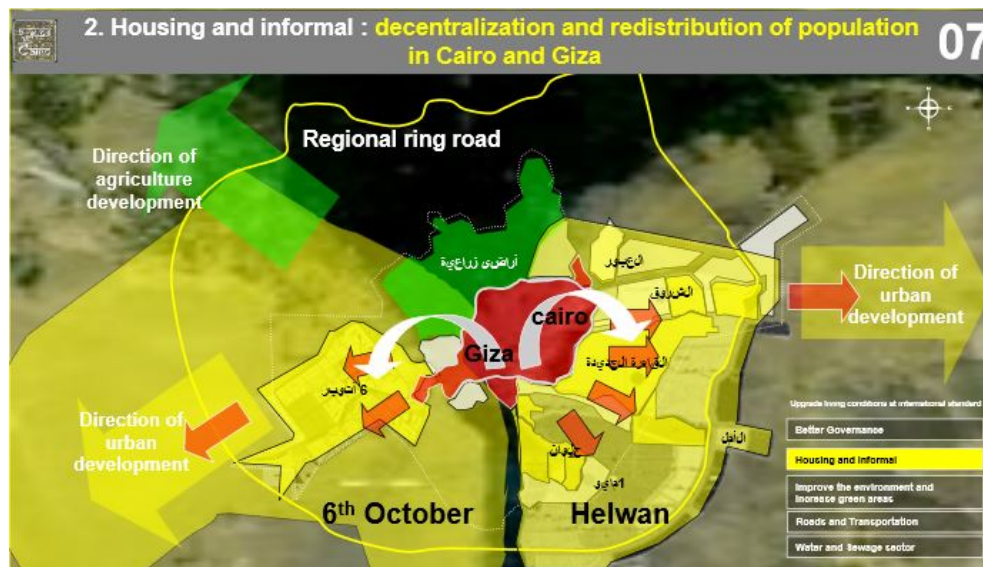 2. Housing and informal : decentralization and redistribution of population
in Cairo and Giza
07
Regional ring road
Direction of
agriculture
development
أراضى زراعية
العبور
الشروق
Direction of
urban
development
cairo
Giza
القاهرة الجديدة
6 اكتوبر
Upgrade living conditions at international standard
Direction of
urban
development
Better Governance
Housing and Informal
حلوان
15 مايو
Improve the environment and
Increase green areas
6th October
Helwan
Roads and Transportation
Water and Sewage sector